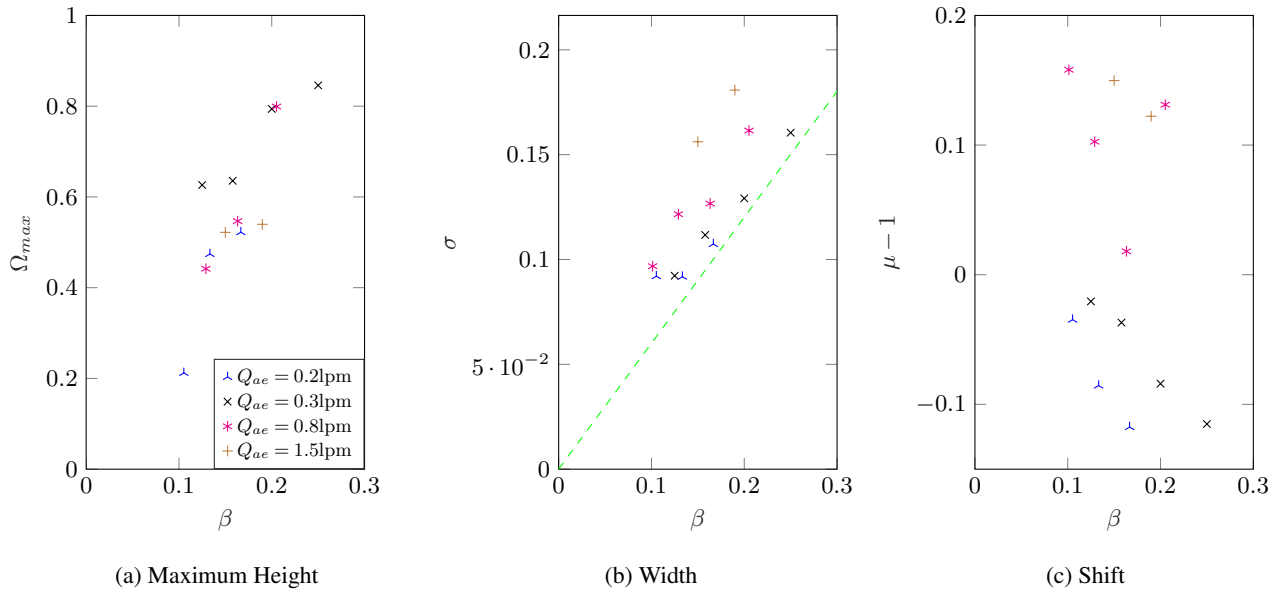 1
0.8
0.6
0.4
0.2
0
0
0.1
0.2
0.3
Ω_max
β
Q_ae = 0.2lpm
Q_ae = 0.3lpm
Q_ae = 0.8lpm
Q_ae = 1.5lpm
(a) Maximum Height
0.2
0.15
0.1
5 · 10^−2
0
0
0.1
0.2
0.3
σ
β
(b) Width
0.2
0.1
0
−0.1
0
0.1
0.2
0.3
μ − 1
β
(c) Shift